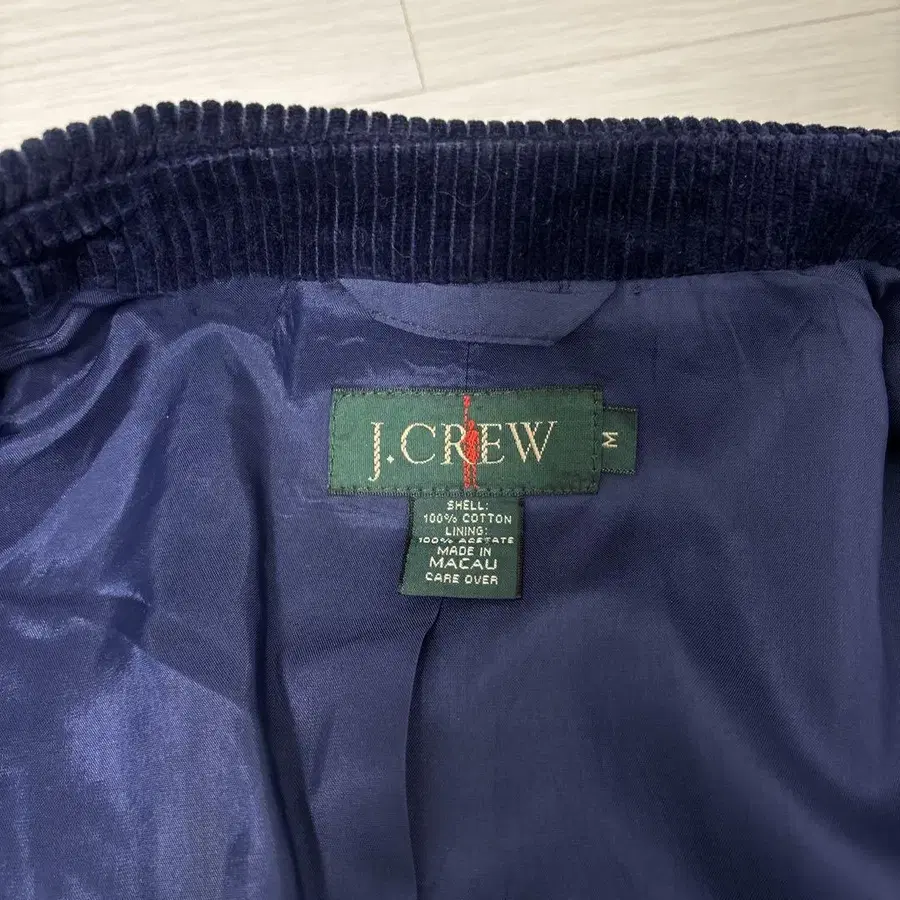 J.CREW
M
SHELL:
100% COTTON
LINING:
100% ACETATE
MADE IN
MACAU
CARE OVER